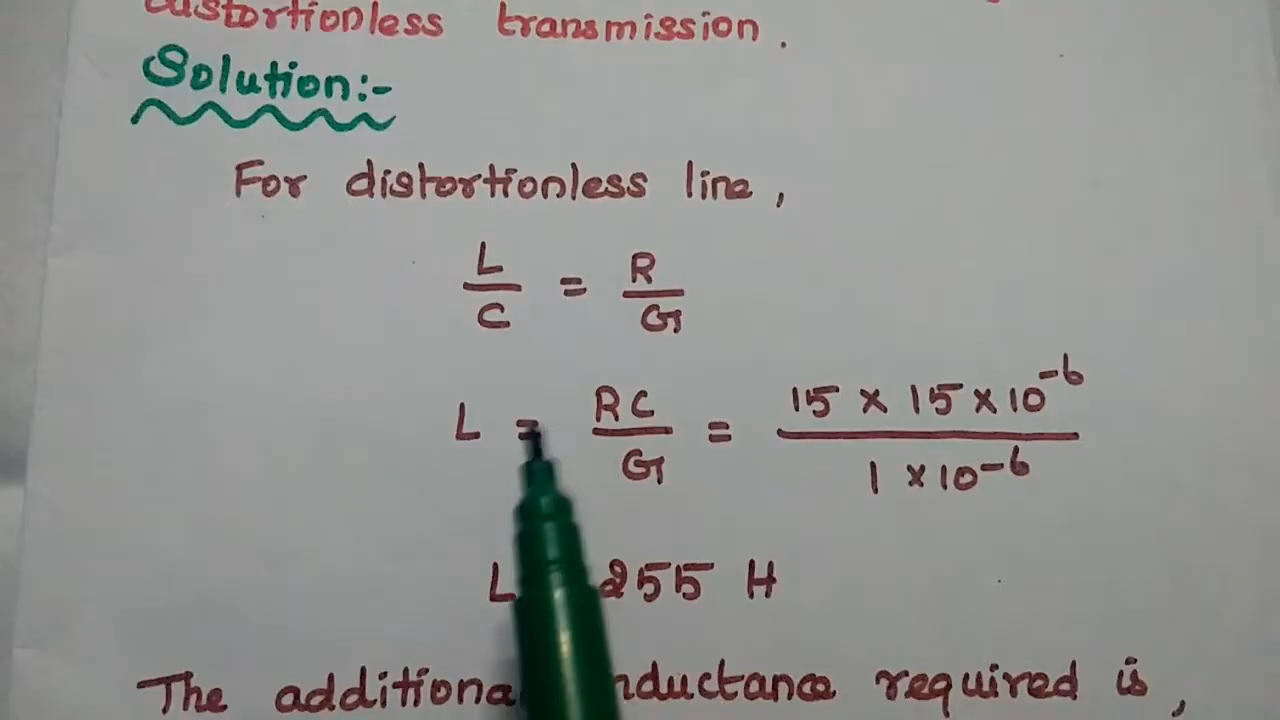 distortionless transmission.
Solution:-
For distortionless line,
L/C = R/G
L = RC/G = 15 × 15 × 10⁻⁶ / 1 × 10⁻⁶
L 255 H
The additional inductance required is,